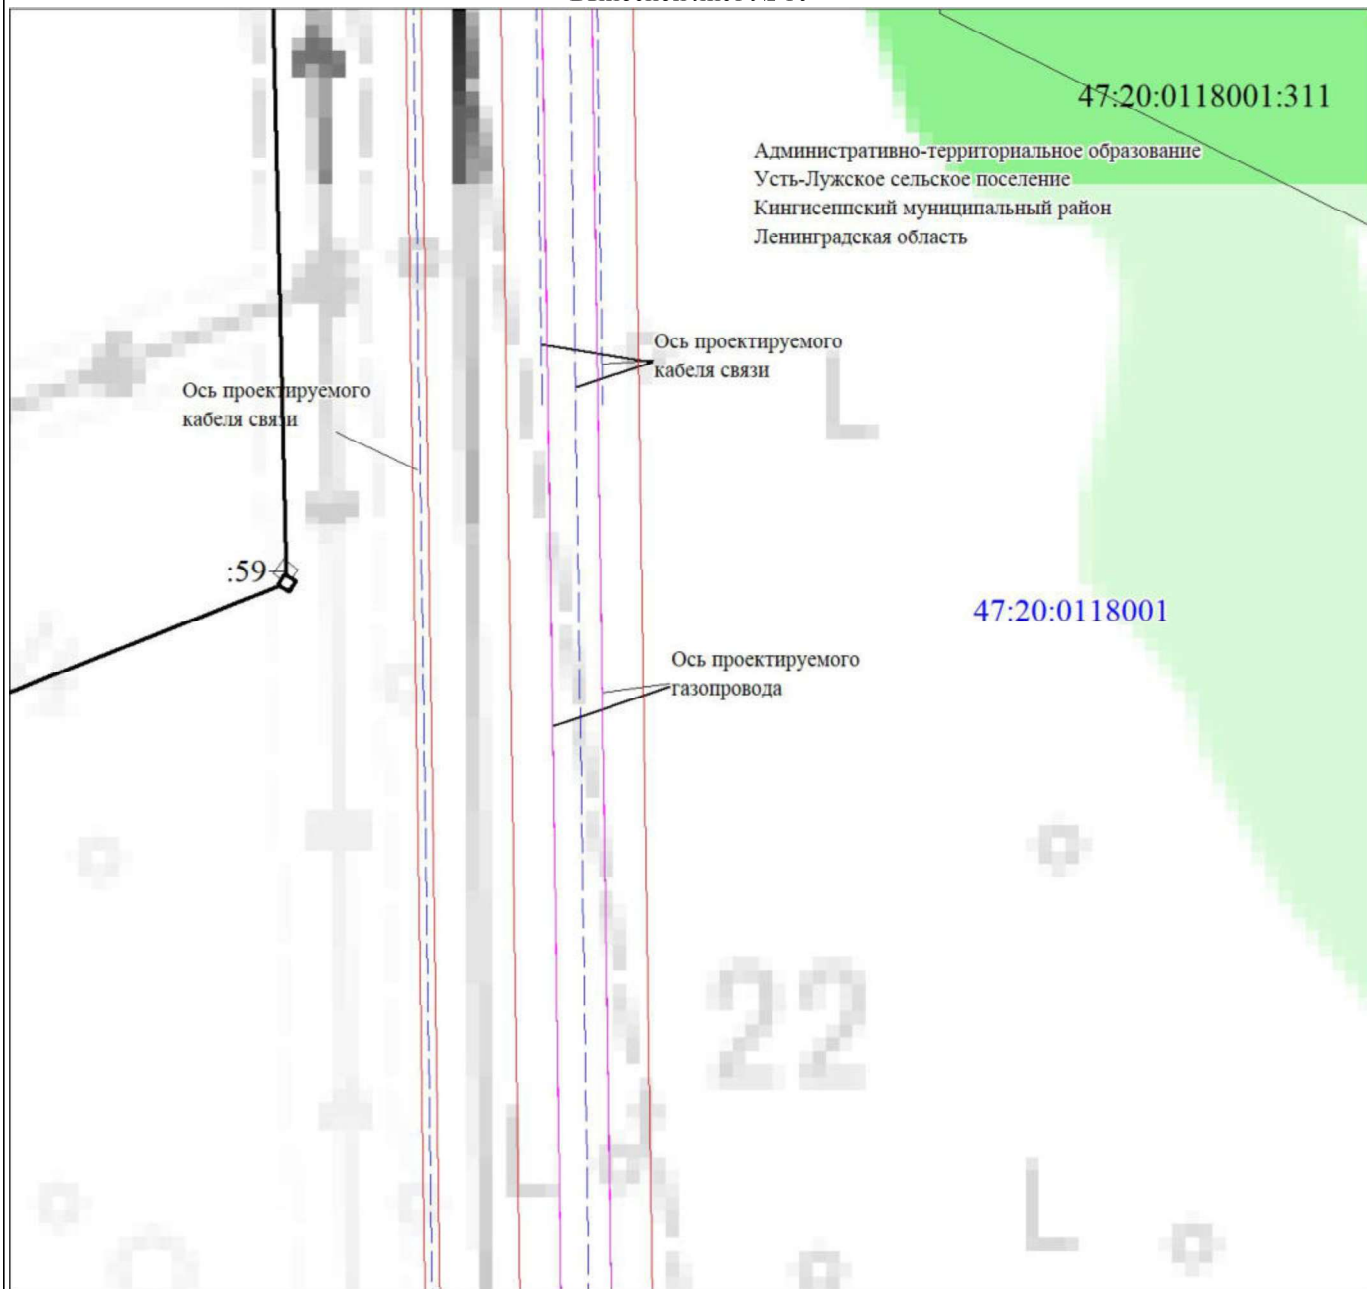 47:20:0118001:311
Административно-территориальное образование
Усть-Лужское сельское поселение
Кингисеппский муниципальный район
Ленинградская область
Ось проектируемого
кабеля связи
Ось проектируемого
кабеля связи
:59
47:20:0118001
Ось проектируемого
газопровода
22